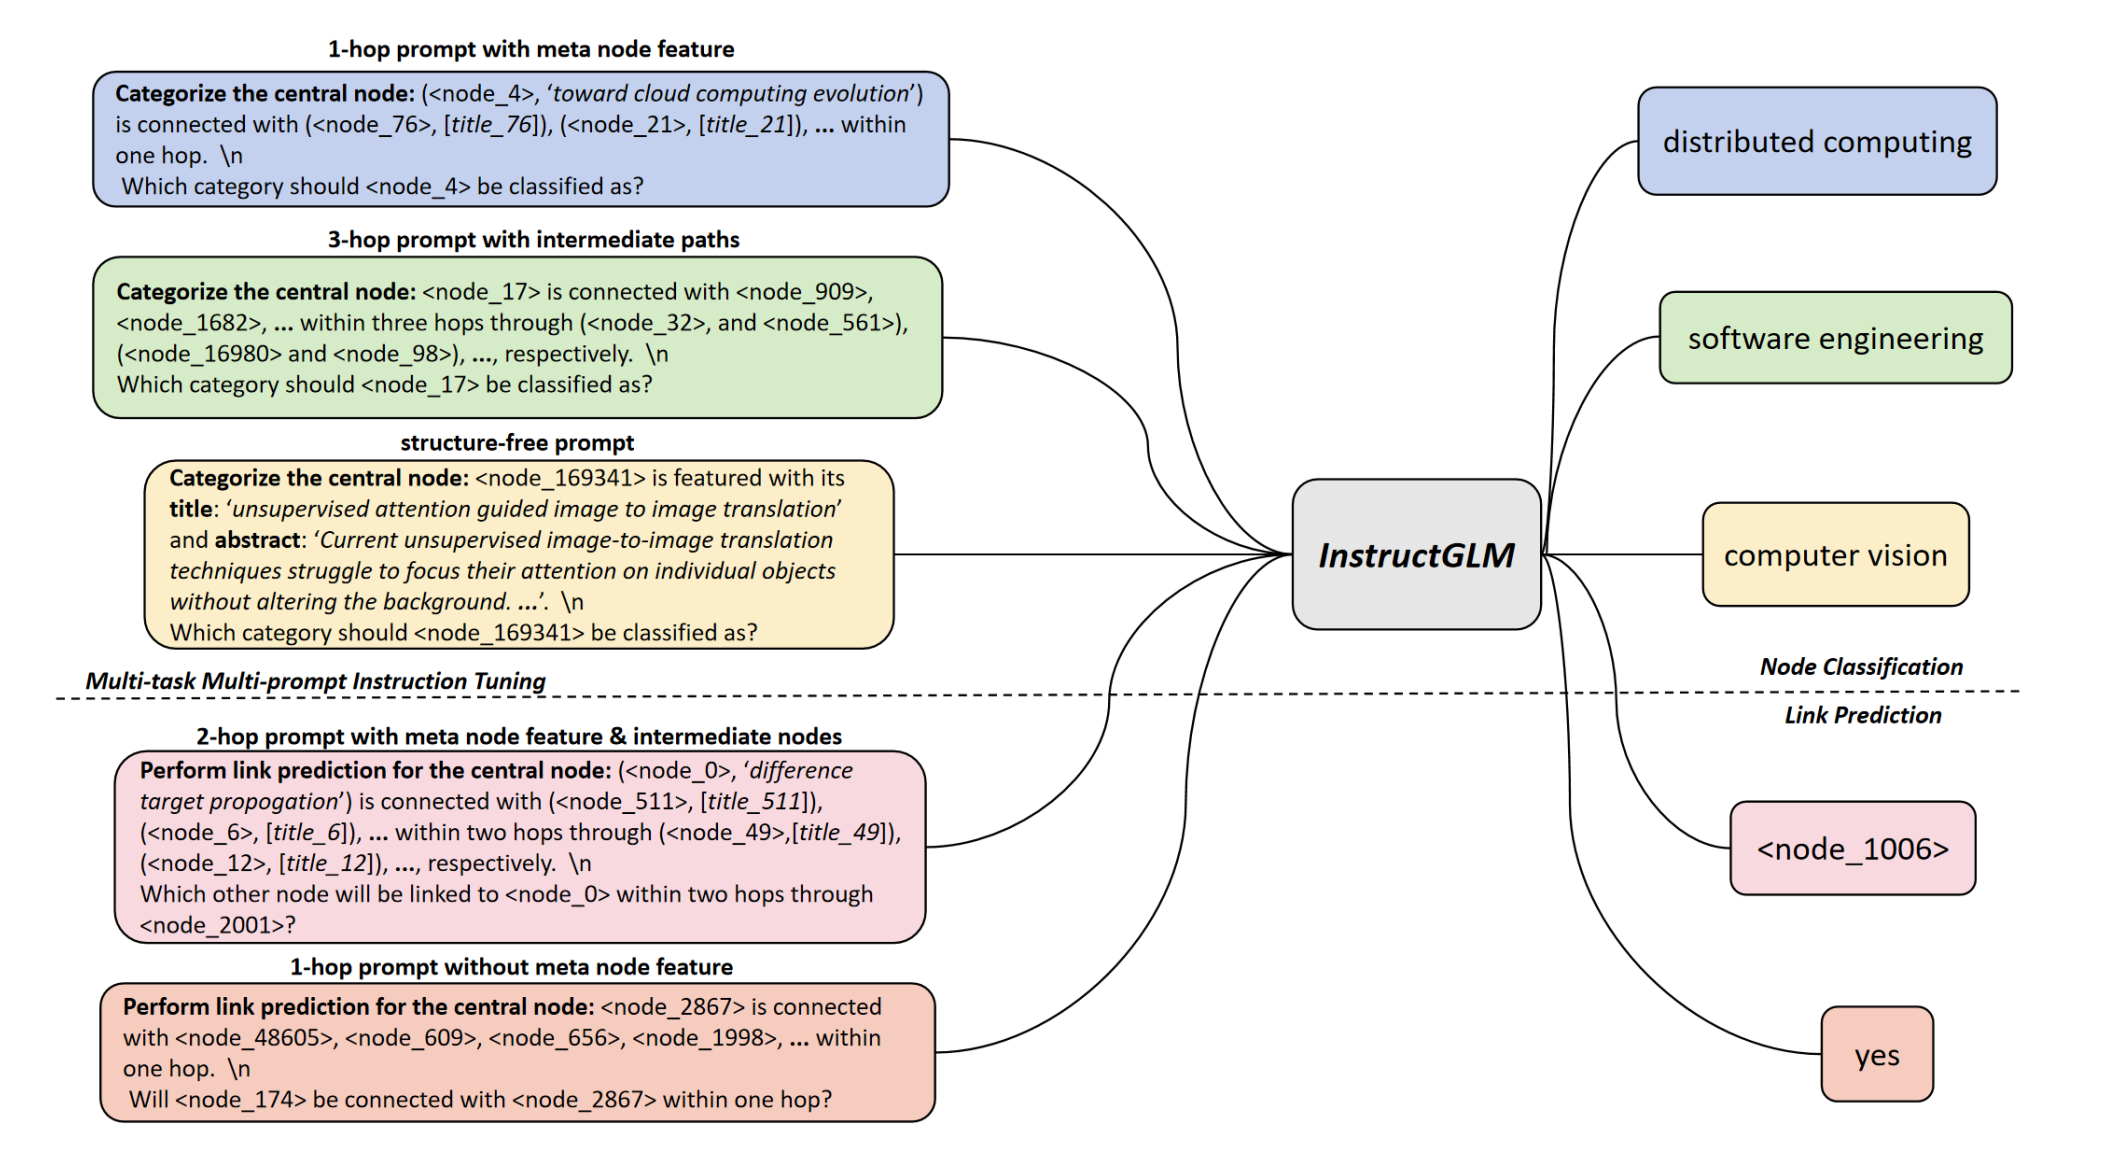 1-hop prompt with meta node feature
Categorize the central node: (<node_4>, ‘toward cloud computing evolution’)
is connected with (<node_76>, [title_76]), (<node_21>, [title_21]), ... within
one hop.  \n
Which category should <node_4> be classified as?
3-hop prompt with intermediate paths
Categorize the central node: <node_17> is connected with <node_909>,
<node_1682>, ... within three hops through (<node_32>, and <node_561>),
(<node_16980> and <node_98>), ..., respectively.  \n
Which category should <node_17> be classified as?
structure-free prompt
Categorize the central node: <node_169341> is featured with its
title: ‘unsupervised attention guided image to image translation’
and abstract: ‘Current unsupervised image-to-image translation
techniques struggle to focus their attention on individual objects
without altering the background. ...’.  \n
Which category should <node_169341> be classified as?
Multi-task Multi-prompt Instruction Tuning
2-hop prompt with meta node feature & intermediate nodes
Perform link prediction for the central node: (<node_0>, ‘difference
target propogation’) is connected with (<node_511>, [title_511]),
(<node_6>, [title_6]), ... within two hops through (<node_49>,[title_49]),
(<node_12>, [title_12]), ..., respectively.  \n
Which other node will be linked to <node_0> within two hops through
<node_2001>?
1-hop prompt without meta node feature
Perform link prediction for the central node: <node_2867> is connected
with <node_48605>, <node_609>, <node_656>, <node_1998>, ... within
one hop.  \n
Will <node_174> be connected with <node_2867> within one hop?
InstructGLM
distributed computing
software engineering
computer vision
Node Classification
Link Prediction
<node_1006>
yes